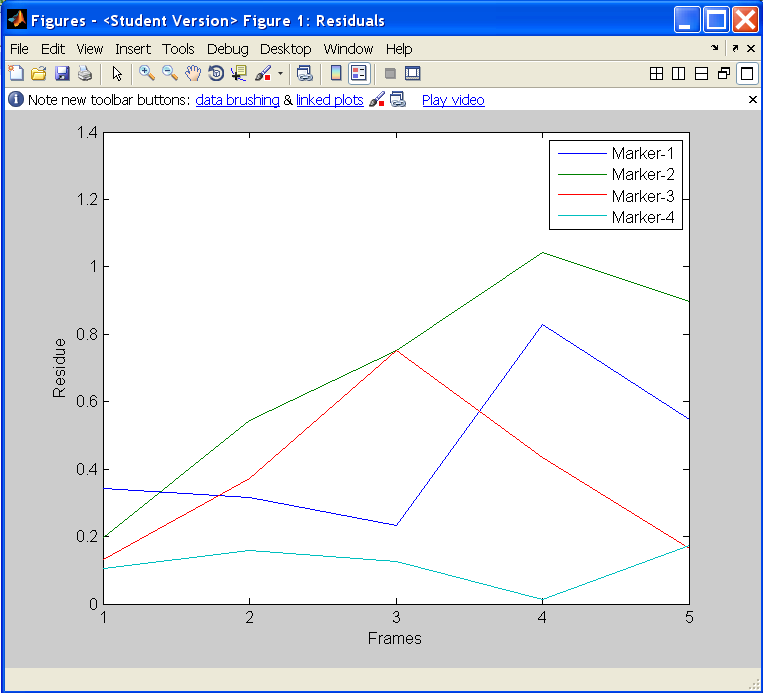 Figures - <Student Version> Figure 1: Residuals
File Edit View Insert Tools Debug Desktop Window Help
Note new toolbar buttons: data brushing & linked plots Play video
1.4
1.2
1
0.8
0.6
0.4
0.2
0
Residue
Marker-1
Marker-2
Marker-3
Marker-4
1 2 3 4 5
Frames